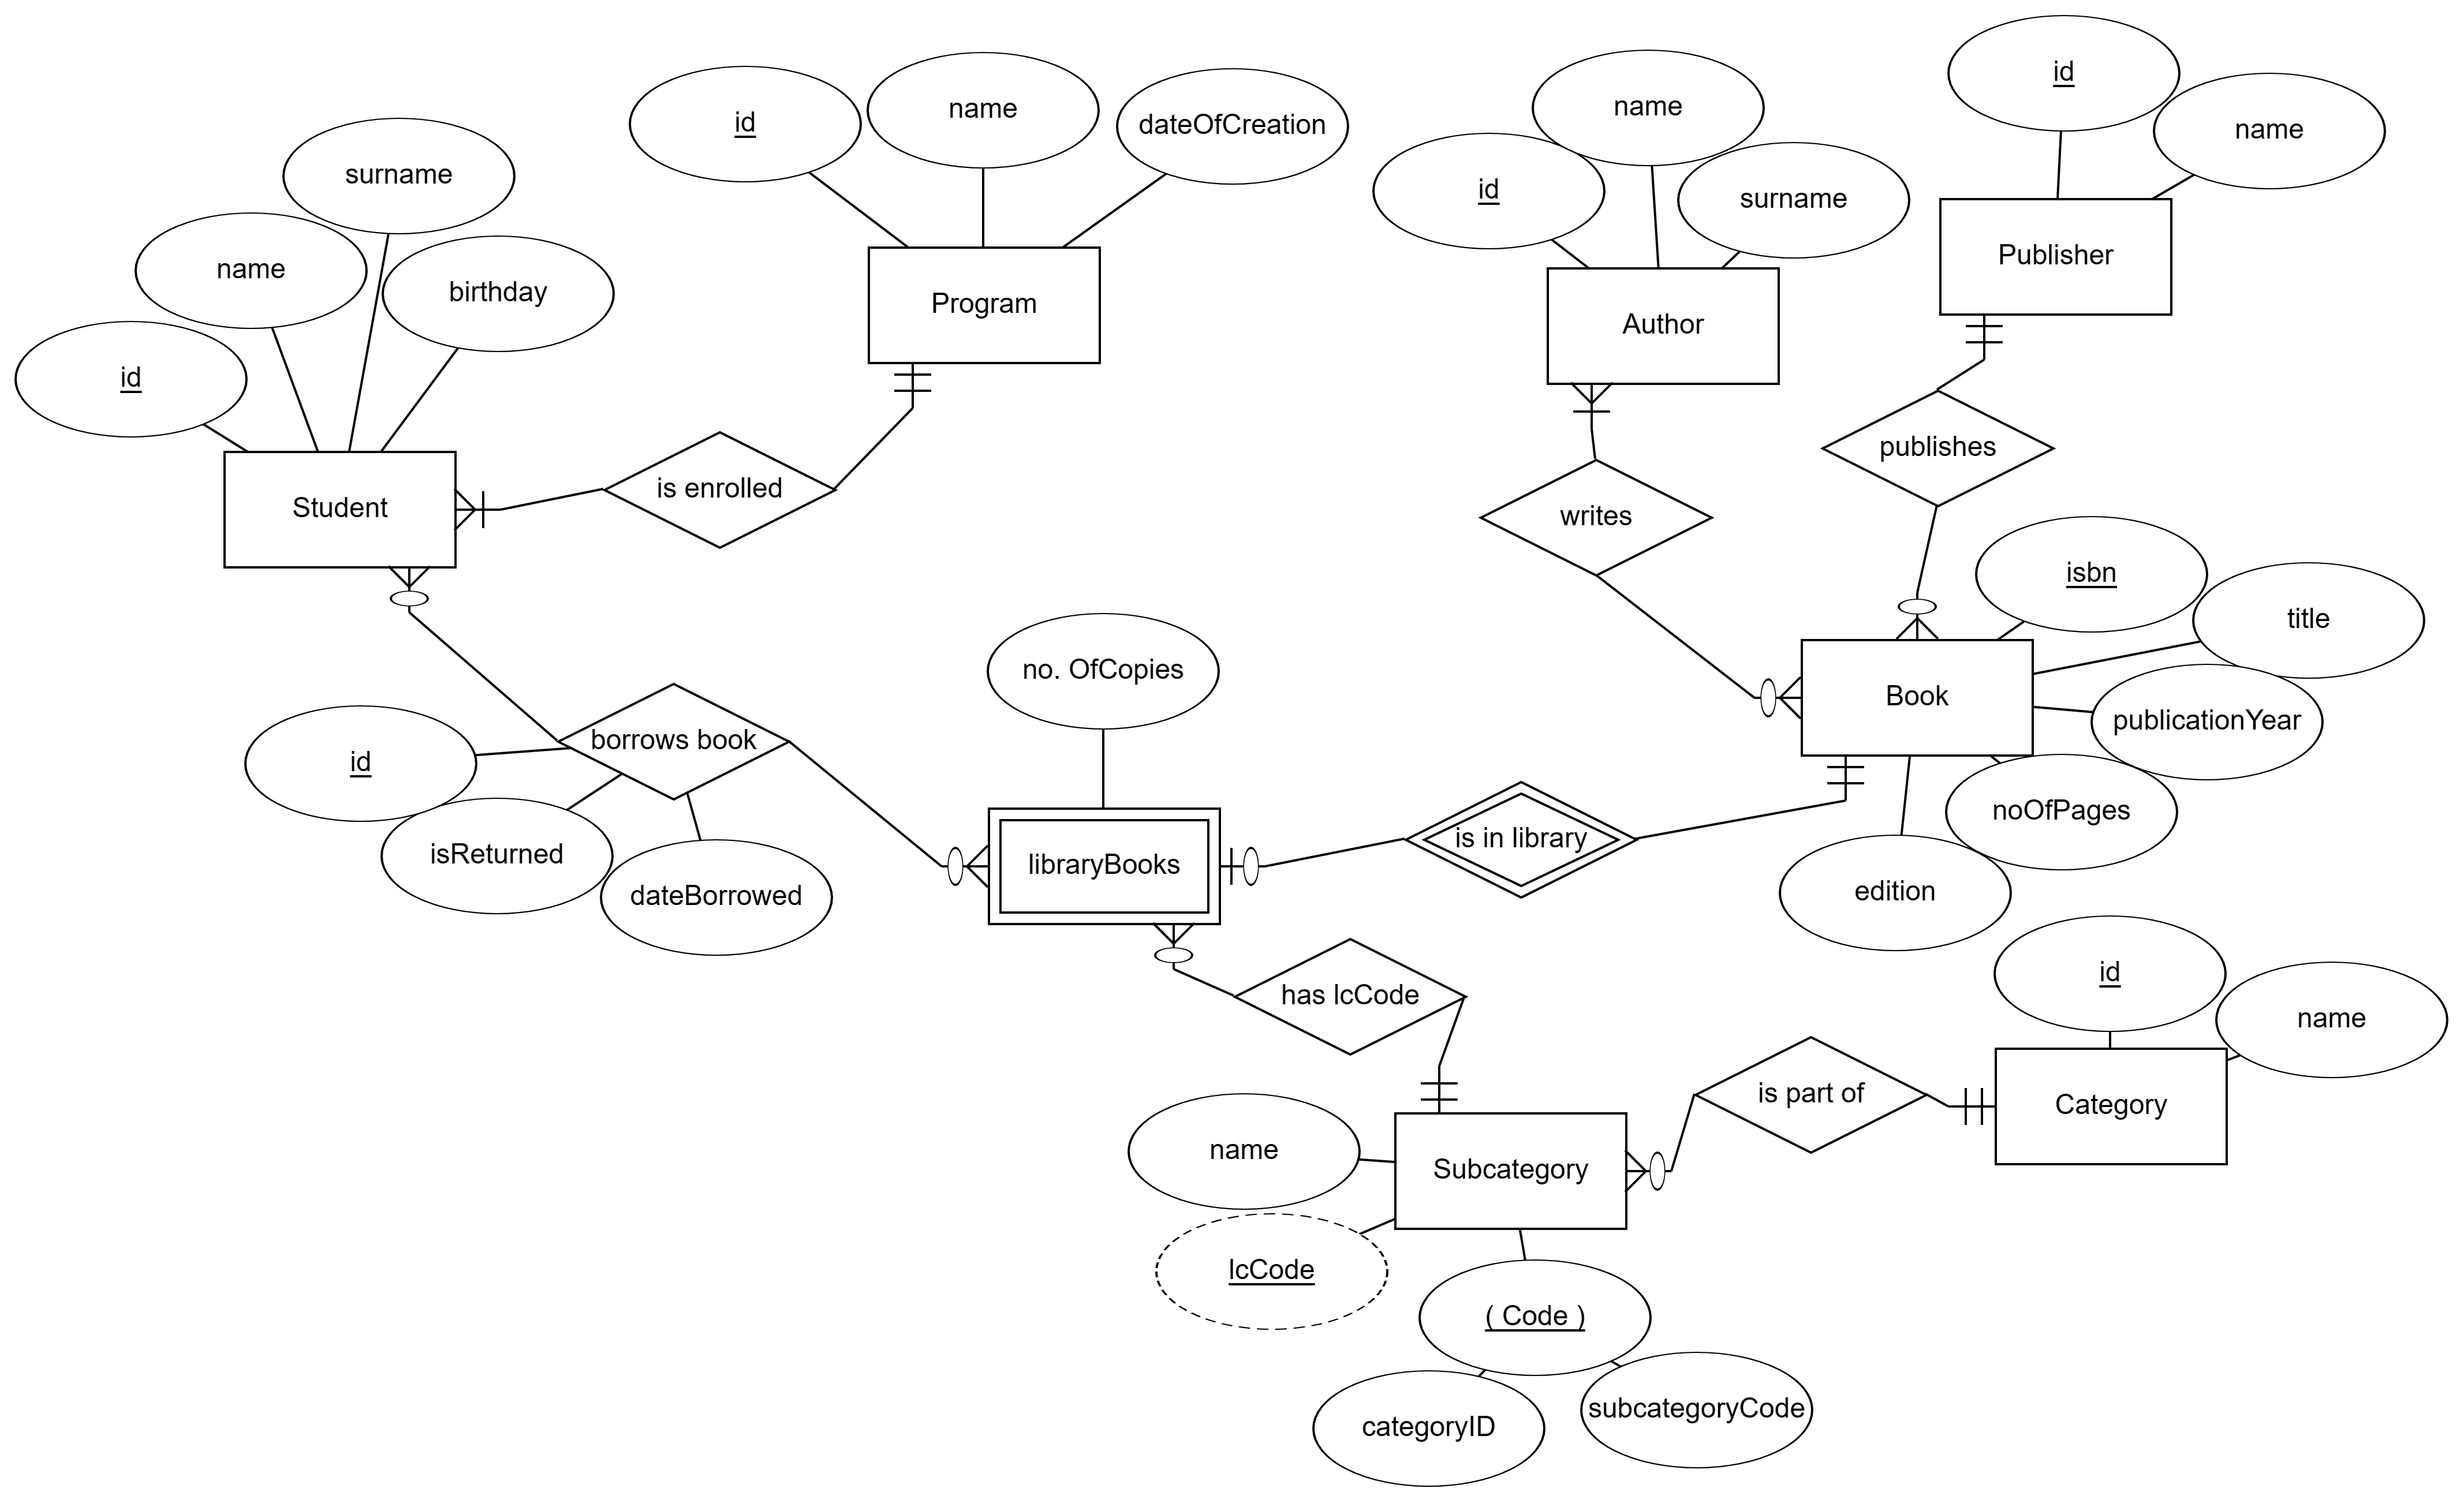 id
name
id
name
dateOfCreation
name
id
surname
name
surname
name
birthday
id
Program
Author
Publisher
Student
is enrolled
writes
publishes
isbn
title
no. OfCopies
Book
publicationYear
borrows book
id
isReturned
dateBorrowed
libraryBooks
is in library
noOfPages
edition
has lcCode
id
name
is part of
Category
name
Subcategory
lcCode
( Code )
categoryID
subcategoryCode